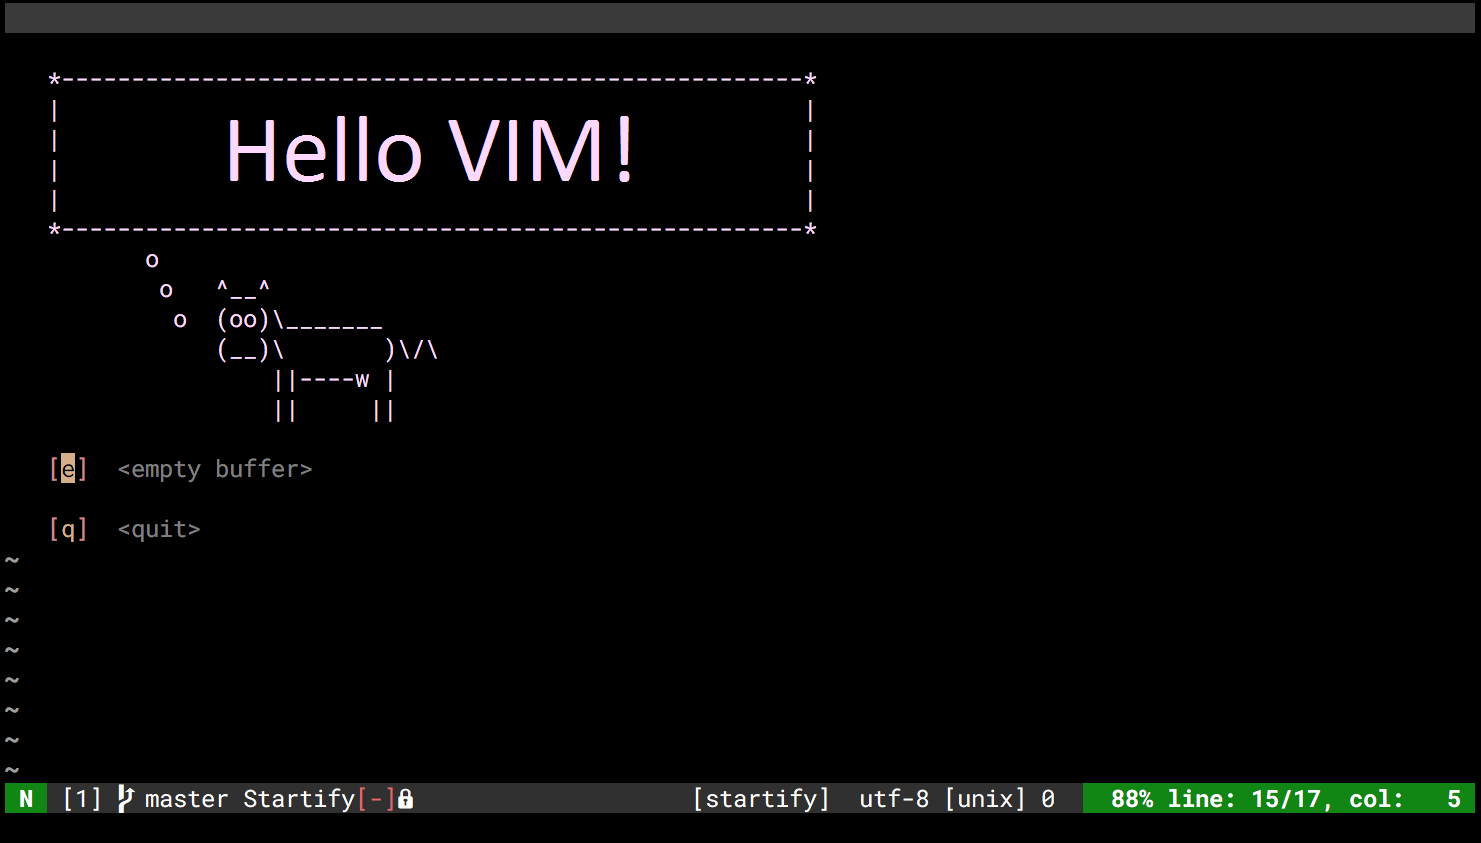 *-----------------------------------------------------*
|                                                     |
|            Hello VIM!                               |
|                                                     |
|                                                     |
*-----------------------------------------------------*
       o
        o   ^__^
         o  (oo)\_______
            (__)\       )\/\
                ||----w |
                ||     ||
[e]  <empty buffer>
[q]  <quit>
~
~
~
~
~
~
~
~
N [1] master Startify[-] [startify] utf-8 [unix] 0 88% line: 15/17, col: 5